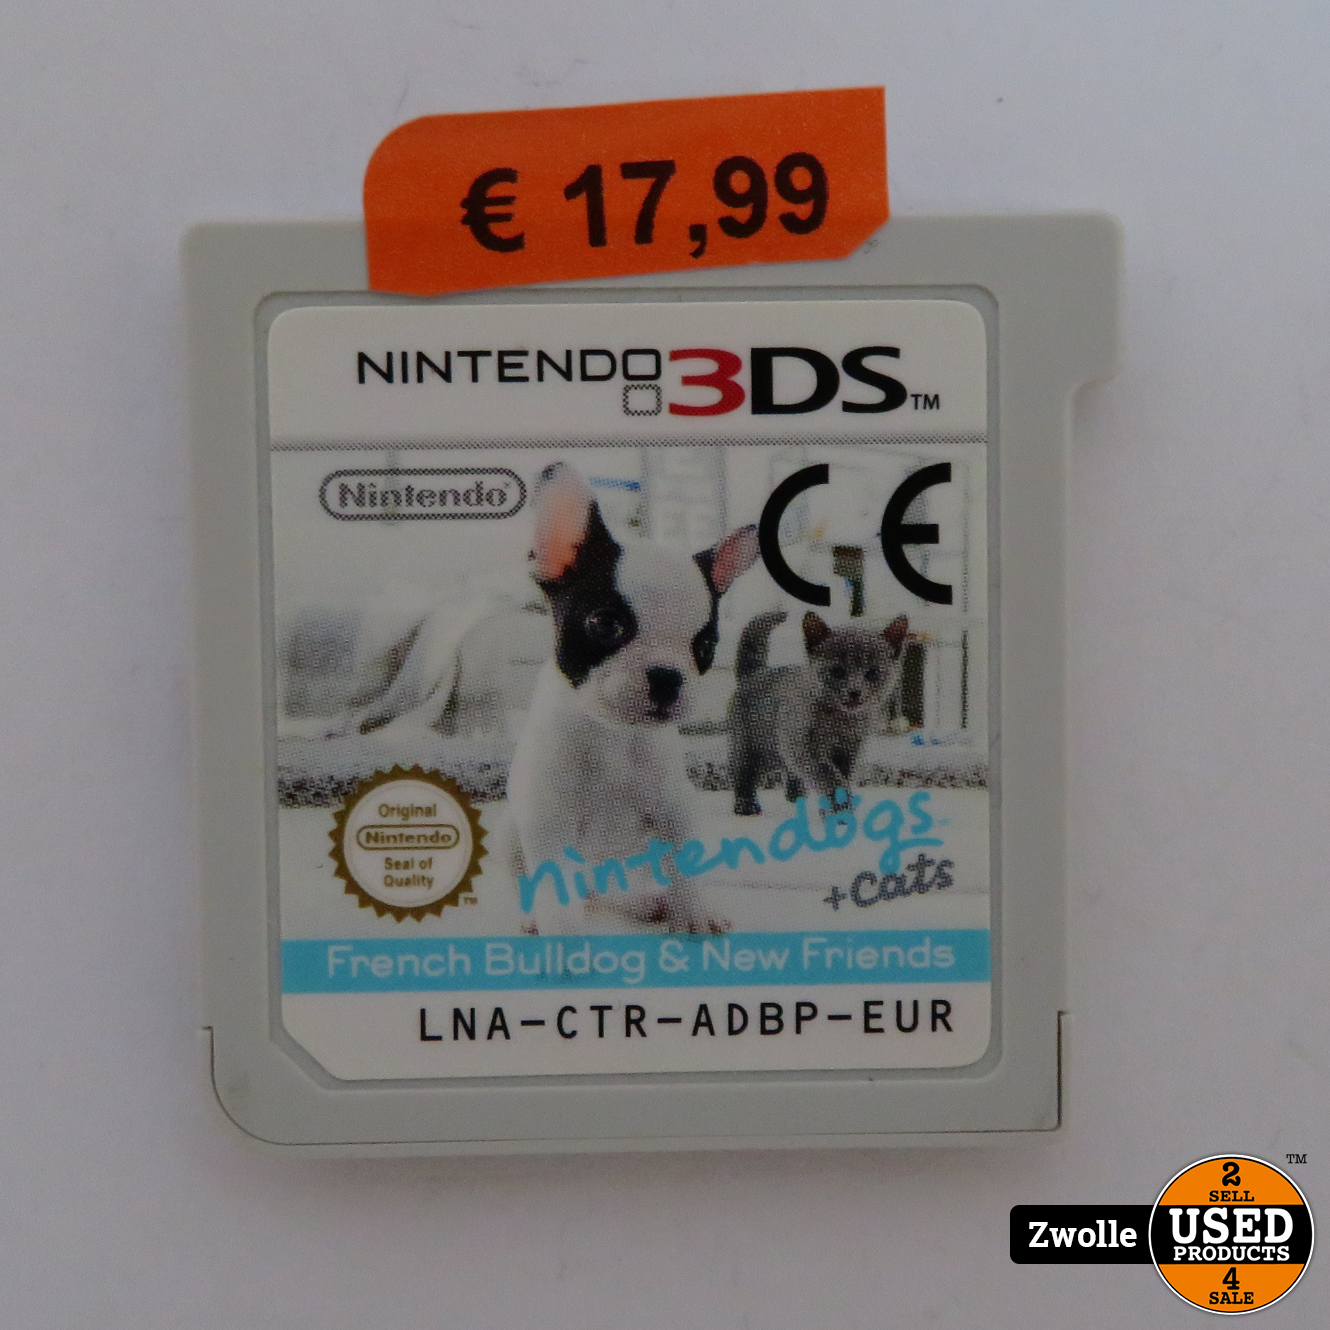 € 17,99
NINTENDO 3DS™
Nintendo®
CE
Original
Nintendo
Seal of
Quality
™
nintendogs
+cats
French Bulldog & New Friends
LNA-CTR-ADBP-EUR
Zwolle
2
SELL
USED
PRODUCTS
4
SALE
TM